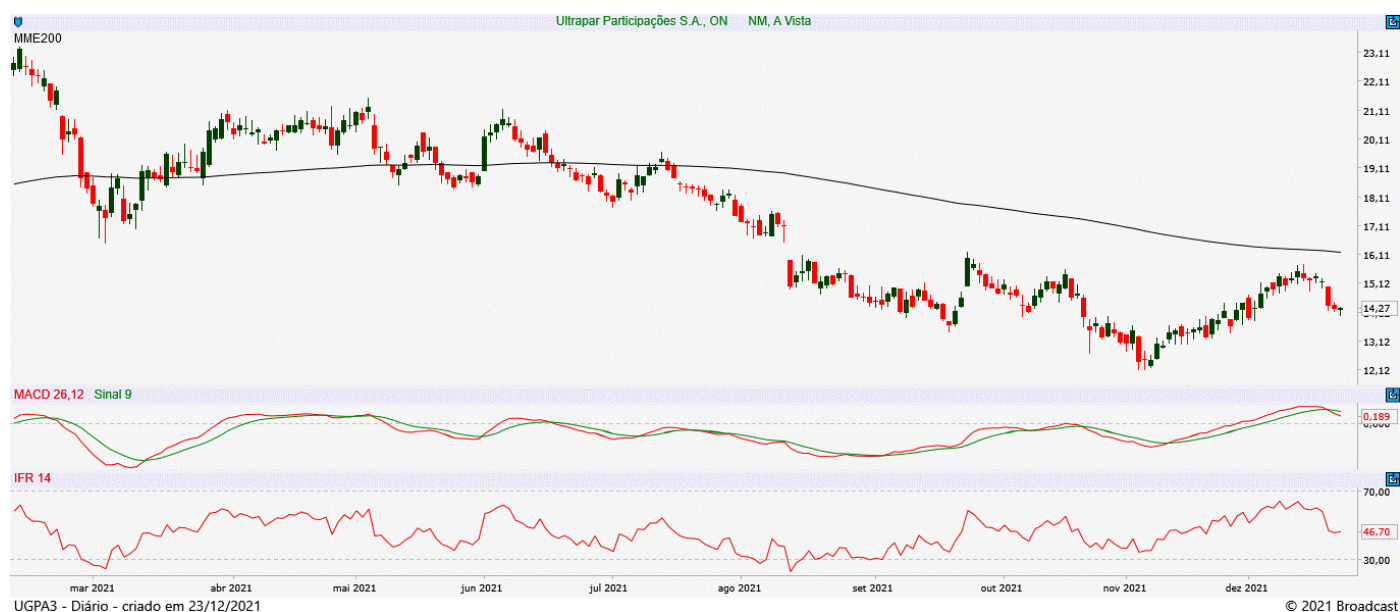 Ultrapar Participações S.A., ON NM, A Vista
MME200
23,11
22,11
21,11
20,11
19,11
18,11
17,11
16,11
15,12
14,27
13,12
12,12
MACD 26,12 Sinal 9
0,189
0,000
IFR 14
70,00
46,70
30,00
mar 2021 abr 2021 mai 2021 jun 2021 jul 2021 ago 2021 set 2021 out 2021 nov 2021 dez 2021
UGPA3 - Diário - criado em 23/12/2021 © 2021 Broadcast